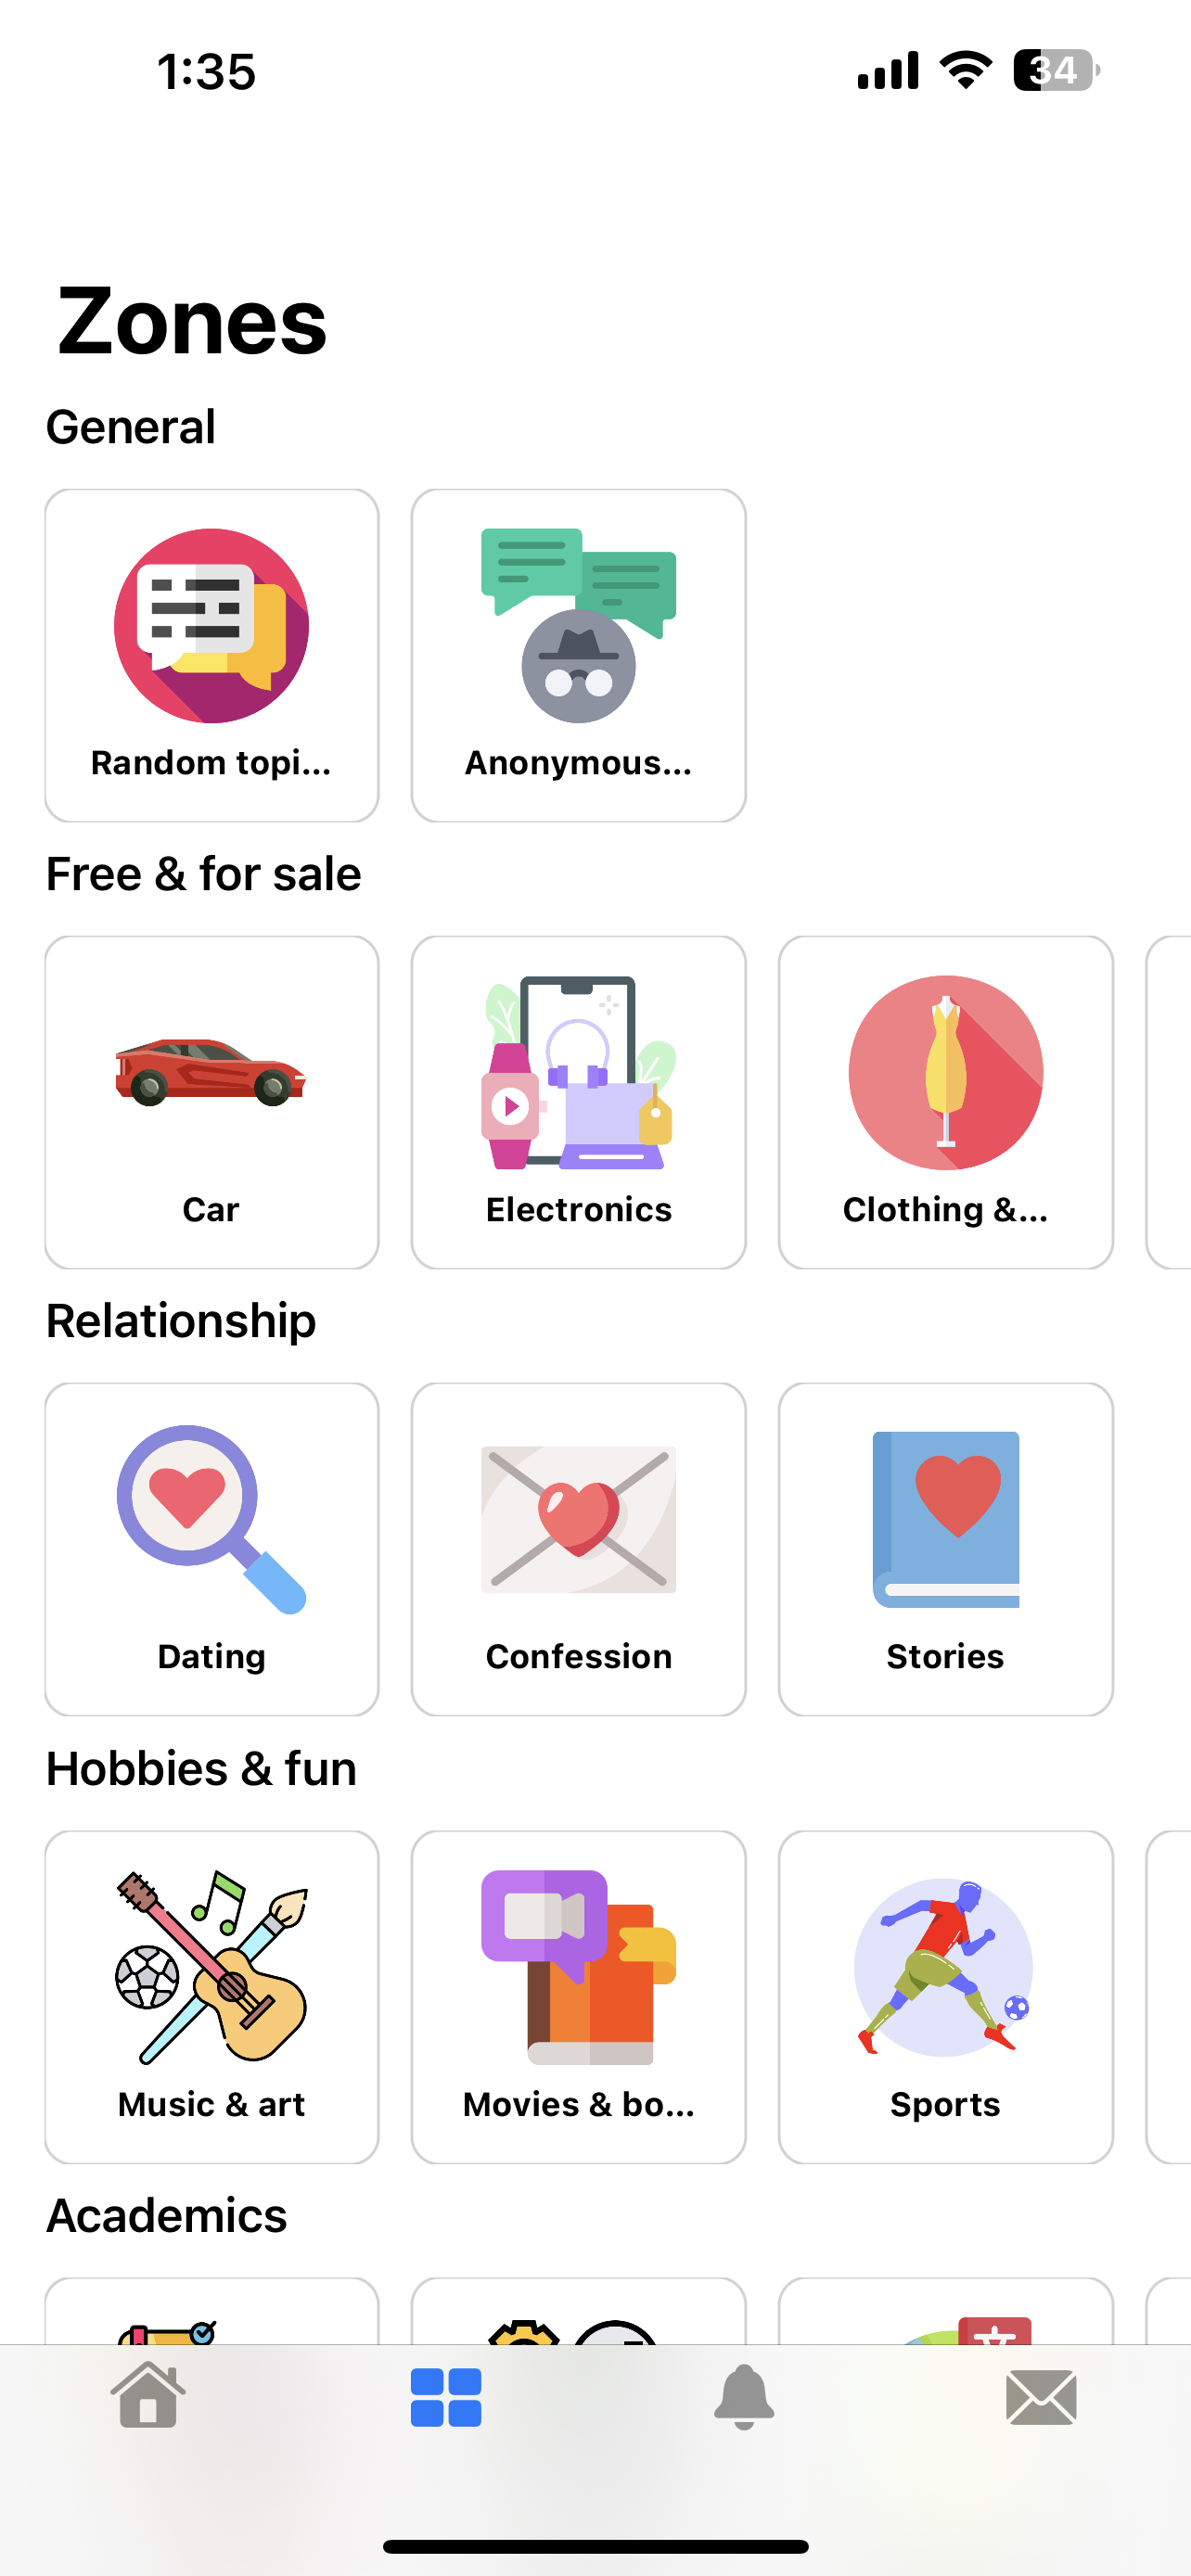 1:35
34
Zones
General
Random topi...
Anonymous...
Free & for sale
Car
Electronics
Clothing &...
Relationship
Dating
Confession
Stories
Hobbies & fun
Music & art
Movies & bo...
Sports
Academics